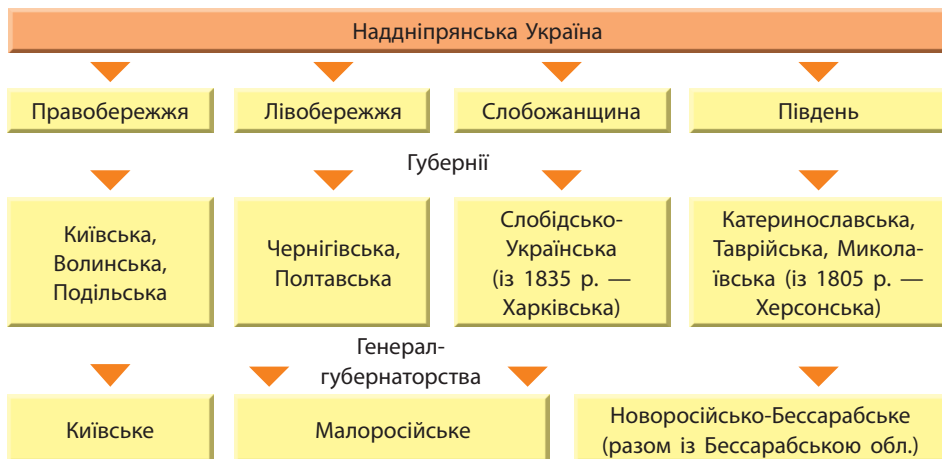 Наддніпрянська Україна
Правобережжя
Лівобережжя
Слобожанщина
Південь
Губернії
Київська,
Волинська,
Подільська
Чернігівська,
Полтавська
Слобідсько-
Українська
(із 1835 р. —
Харківська)
Катеринославська,
Таврійська, Микола-
ївська (із 1805 р. —
Херсонська)
Генерал-
губернаторства
Київське
Малоросійське
Новоросійсько-Бессарабське
(разом із Бессарабською обл.)